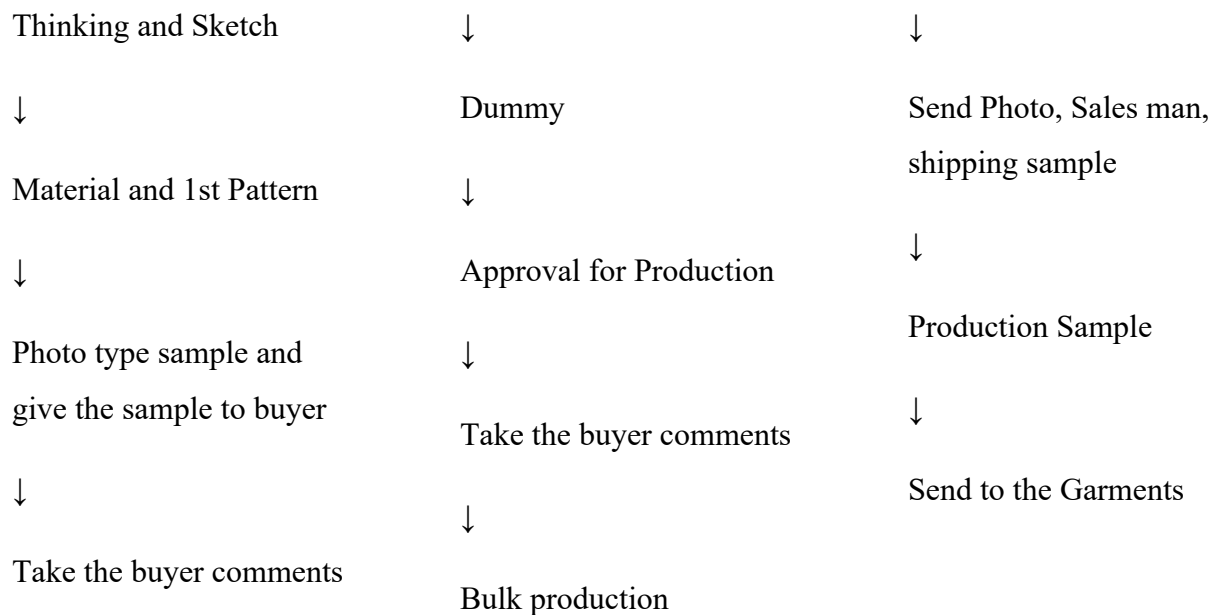 Thinking and Sketch
↓
Material and 1st Pattern
↓
Photo type sample and
give the sample to buyer
↓
Take the buyer comments
↓
Dummy
↓
Approval for Production
↓
Take the buyer comments
↓
Bulk production
↓
Send Photo, Sales man,
shipping sample
↓
Production Sample
↓
Send to the Garments